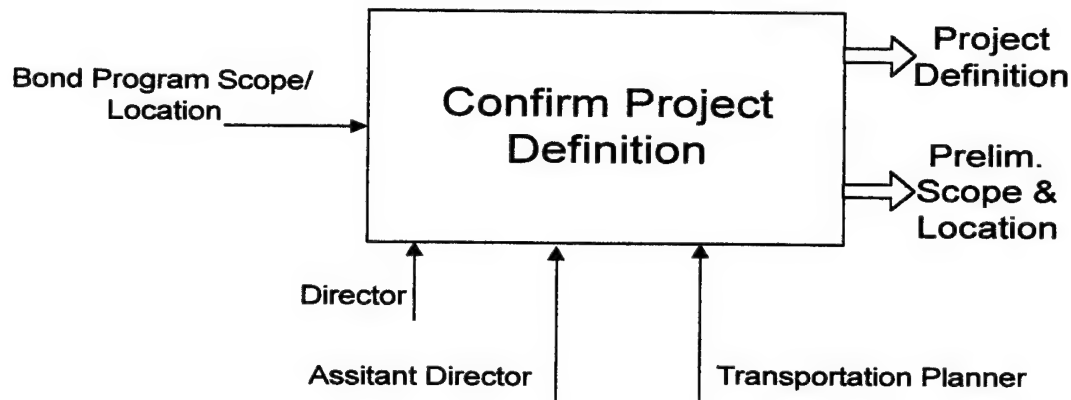 Bond Program Scope/
Location
Confirm Project
Definition
Project
Definition
Prelim.
Scope &
Location
Director
Assitant Director
Transportation Planner